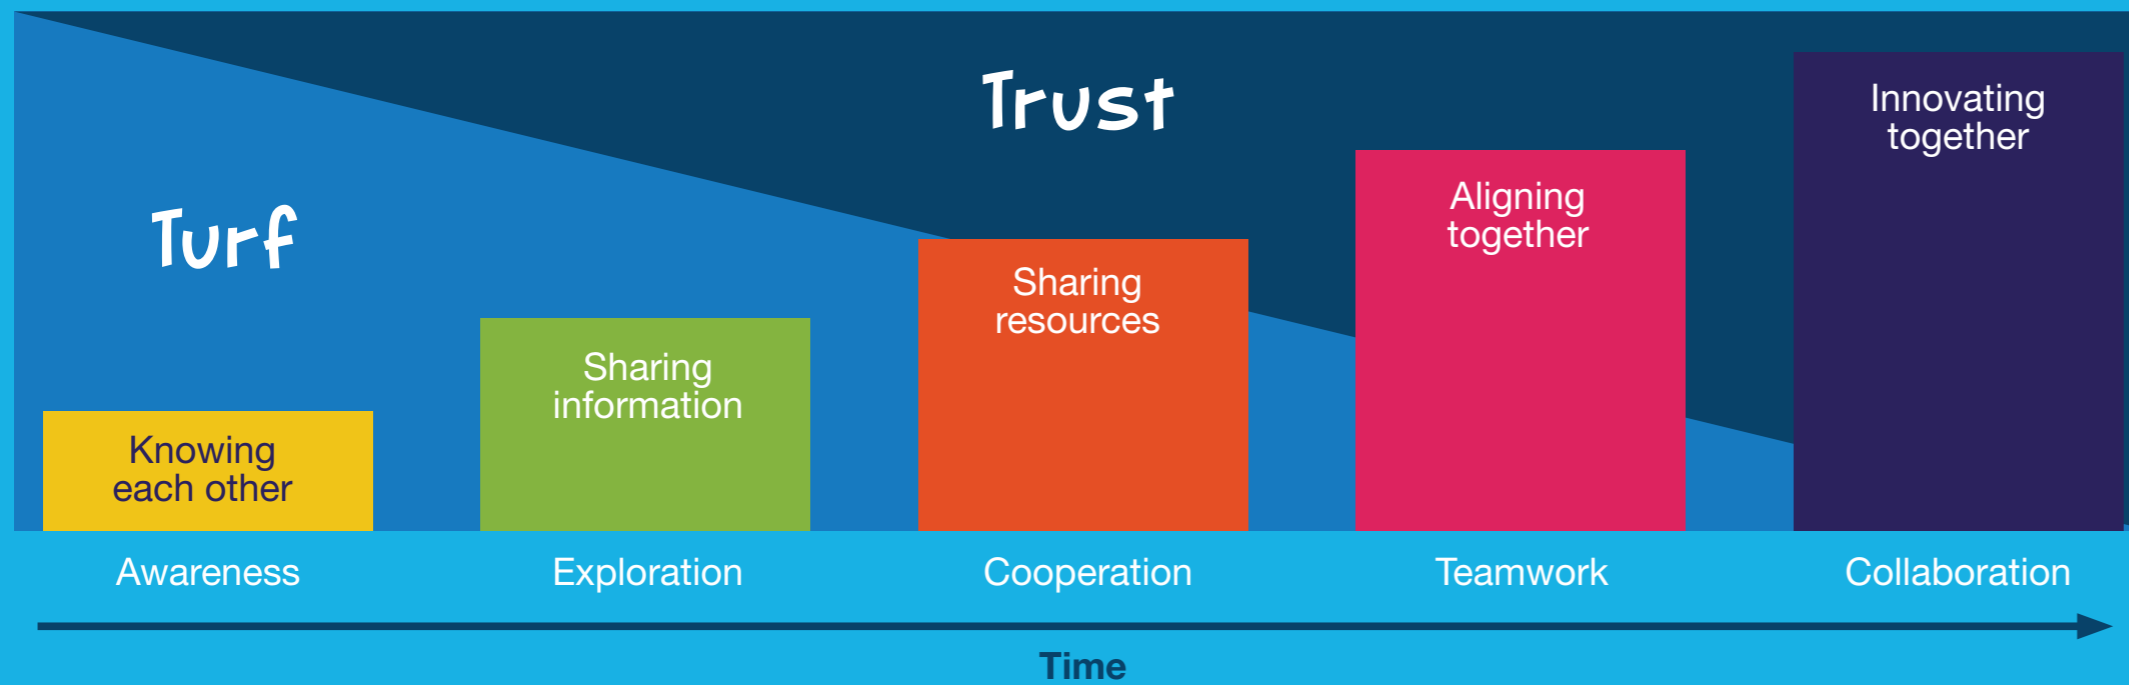 Trust
Turf
Innovating
together
Aligning
together
Sharing
resources
Sharing
information
Knowing
each other
Awareness
Exploration
Cooperation
Teamwork
Collaboration
Time